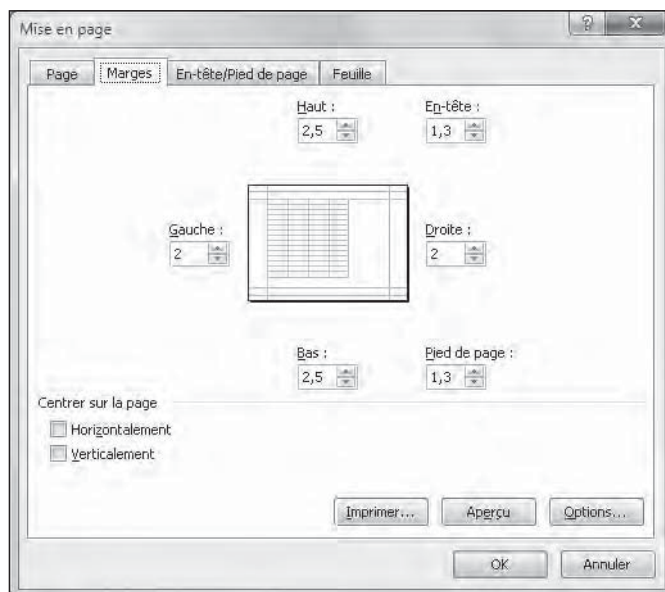 Mise en page
Page Marges En-tête/Pied de page Feuille
Haut : En-tête :
2,5 1,3
Gauche : Droite :
2 2
Bas : Pied de page :
2,5 1,3
Centrer sur la page
Horizontalement
Verticalement
Imprimer... Aperçu Options...
OK Annuler